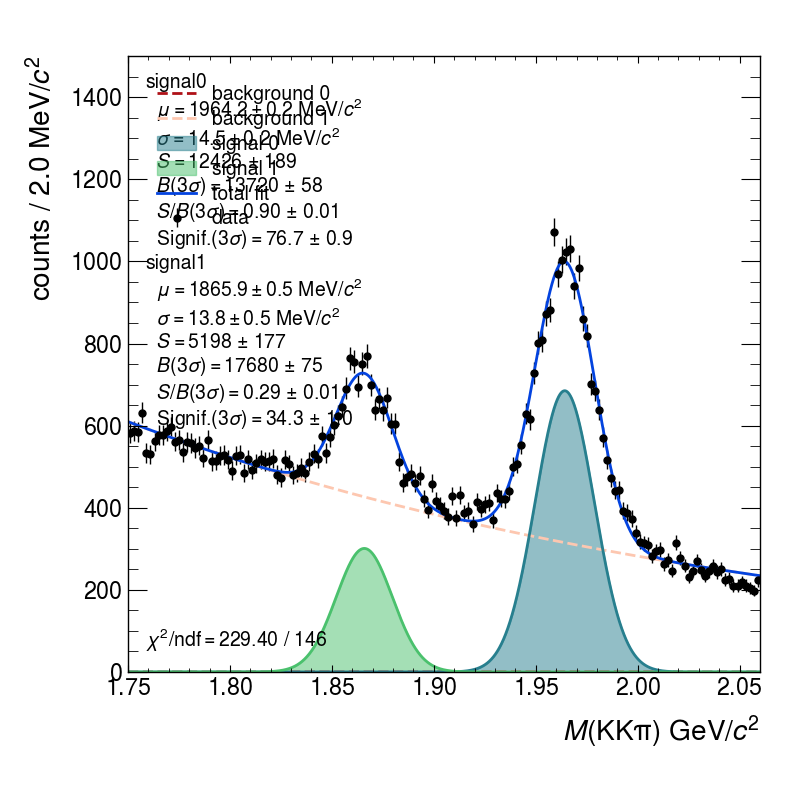 counts / 2.0 MeV/c²
1400
1200
1000
800
600
400
200
0
signal0
μ = 1964.2 ± 0.2 MeV/c²
σ = 14.5 ± 0.2 MeV/c²
S = 12426 ± 189
B(3σ) = 13720 ± 58
S/B(3σ) = 0.90 ± 0.01
Signif.(3σ) = 76.7 ± 0.9
signal1
μ = 1865.9 ± 0.5 MeV/c²
σ = 13.8 ± 0.5 MeV/c²
S = 5198 ± 177
B(3σ) = 17680 ± 75
S/B(3σ) = 0.29 ± 0.01
Signif.(3σ) = 34.3 ± 1.0
background 0
background 1
signal 0
signal 1
total fit
data
χ²/ndf = 229.40 / 146
1.75 1.80 1.85 1.90 1.95 2.00 2.05
M(KKπ) GeV/c²